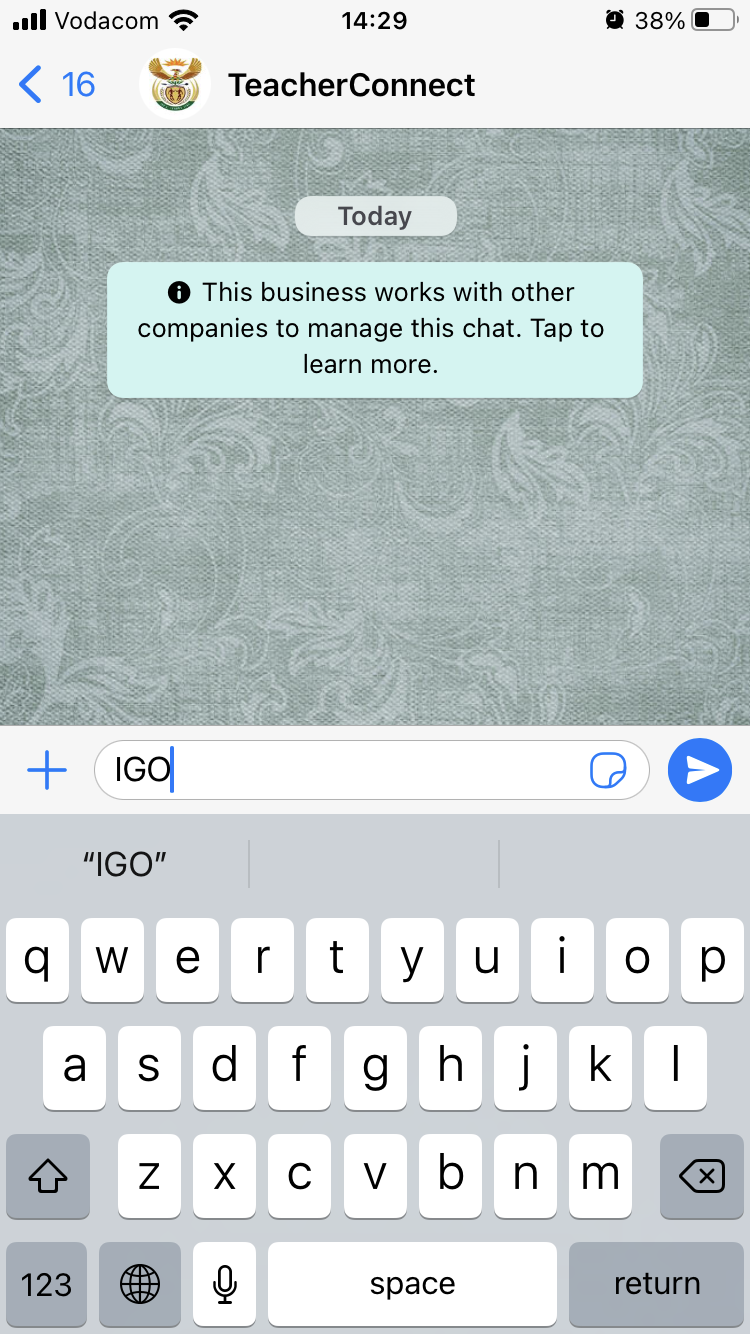 Vodacom 14:29 38%
16 TeacherConnect
Today
This business works with other
companies to manage this chat. Tap to
learn more.
IGO
“IGO”
q w e r t y u i o p
a s d f g h j k l
z x c v b n m
123 space return